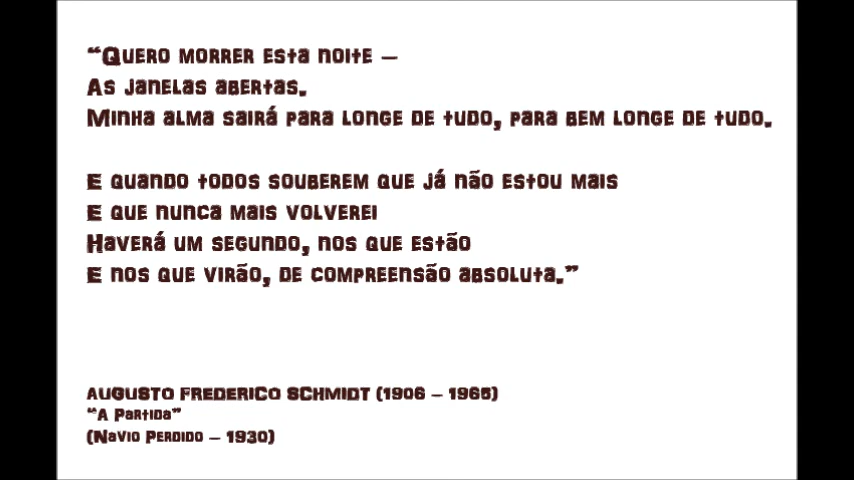 “Quero morrer esta noite –
As janelas abertas.
Minha alma sairá para longe de tudo, para bem longe de tudo.
E quando todos souberem que já não estou mais
E que nunca mais volverei
Haverá um segundo, nos que estão
E nos que virão, de compreensão absoluta.”
AUGUSTO FREDERICO SCHMIDT (1906 – 1965)
“A Partida”
(Navio Perdido – 1930)